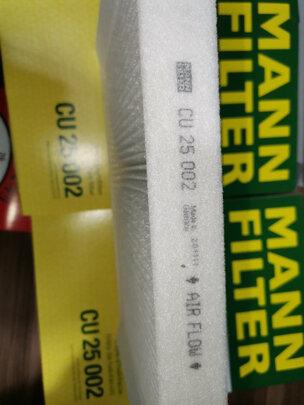 MANN
FILTER
CU 25 002
CU 25 002
AIR FLOW
MANN
FILTER
CU 25 002